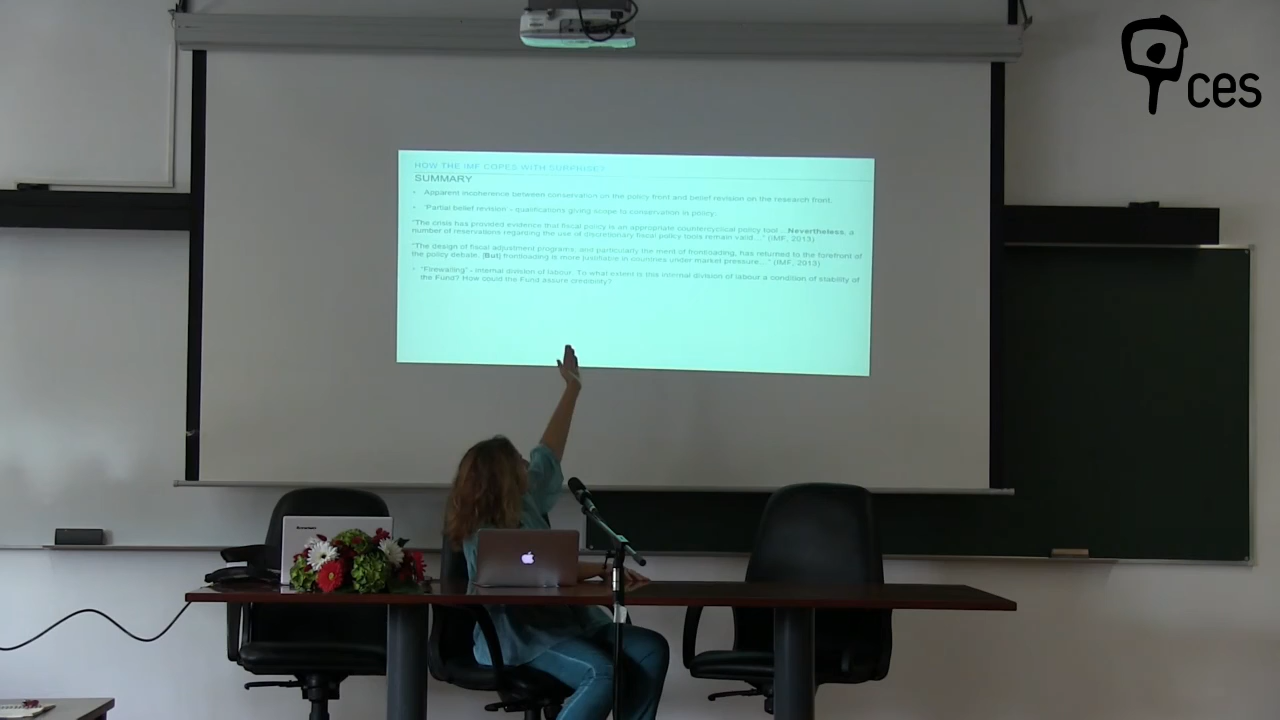 ces
HOW THE IMF COPES WITH SURPRISE?
SUMMARY
• Apparent incoherence between conservation on the policy front and belief revision on the research front.
• "Partial belief revision" - qualifications giving scope to conservation in policy.
"The crisis has provided evidence that fiscal policy is an appropriate countercyclical policy tool…Nevertheless, a
number of reservations regarding the use of discretionary fiscal policy tools remain valid…" (IMF, 2013)
"The design of fiscal adjustment programs, and particularly the merit of frontloading, has returned to the forefront of
the policy debate. [But] frontloading is more justifiable in countries under market pressure…" (IMF, 2013)
• "Firewalling" - internal division of labour. To what extent is this internal division of labour a condition of stability of
the Fund? How could the Fund assure credibility?